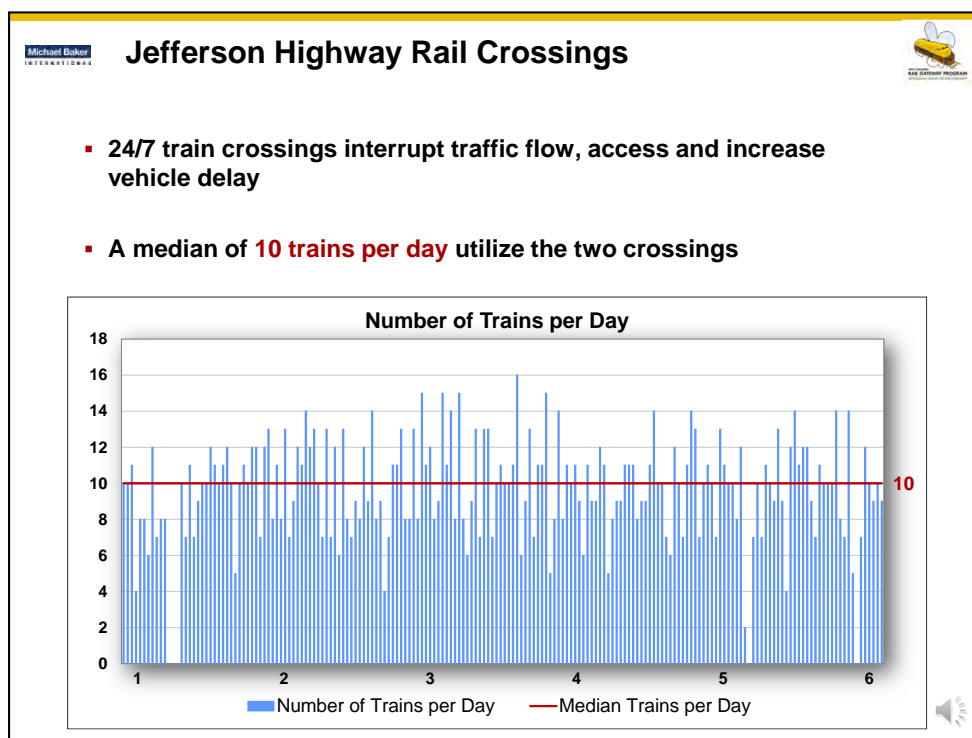 Michael Baker
INTERNATIONAL
Jefferson Highway Rail Crossings
RAIL GATEWAY PROGRAM
24/7 train crossings interrupt traffic flow, access and increase
vehicle delay
A median of 10 trains per day utilize the two crossings
Number of Trains per Day
18
16
14
12
10
8
6
4
2
0
10
1 2 3 4 5 6
Number of Trains per Day
Median Trains per Day